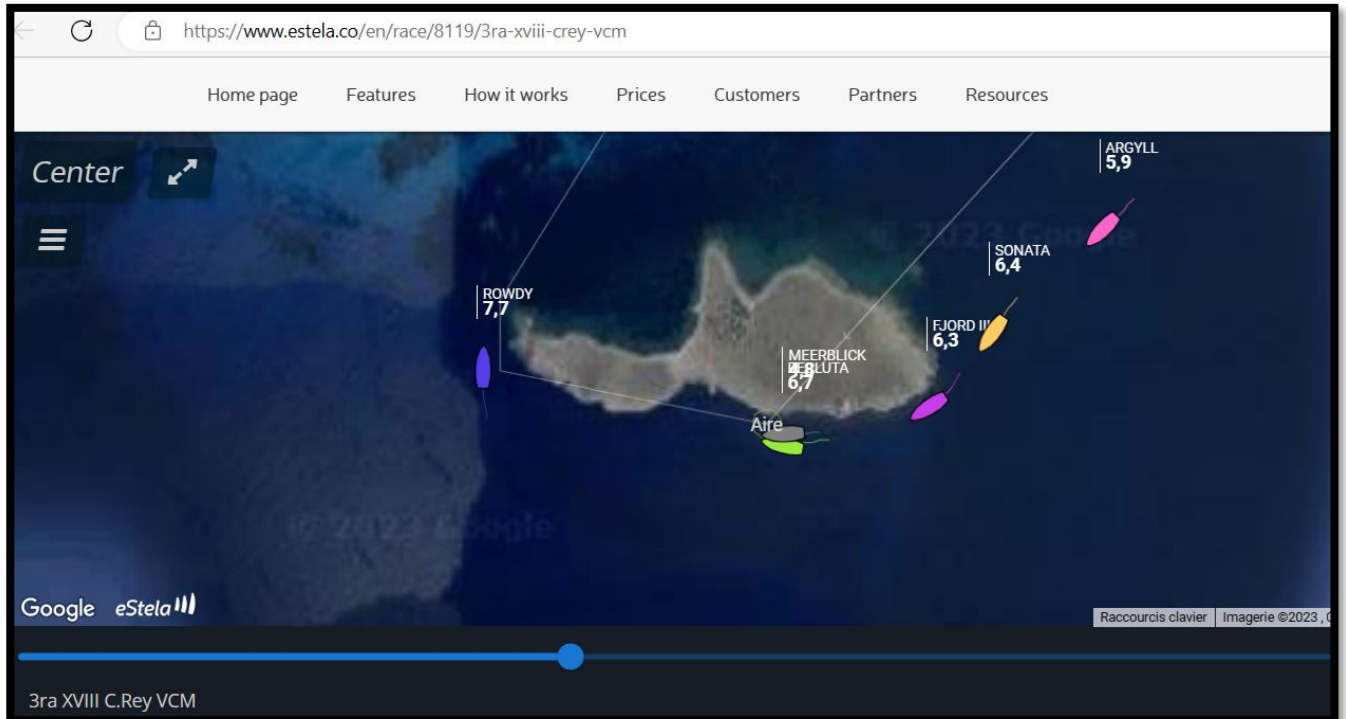 https://www.estela.co/en/race/8119/3ra-xviii-crey-vcm
Home page Features How it works Prices Customers Partners Resources
Center
ARGYLL
5,9
SONATA
6,4
ROWDY
7,7
FJORD III
6,3
MEERBLICK
6,7
Aire
© 2023 Google
© 2023 Google
Google eStela
Raccourcis clavier Imagerie ©2023 ,
3ra XVIII C.Rey VCM